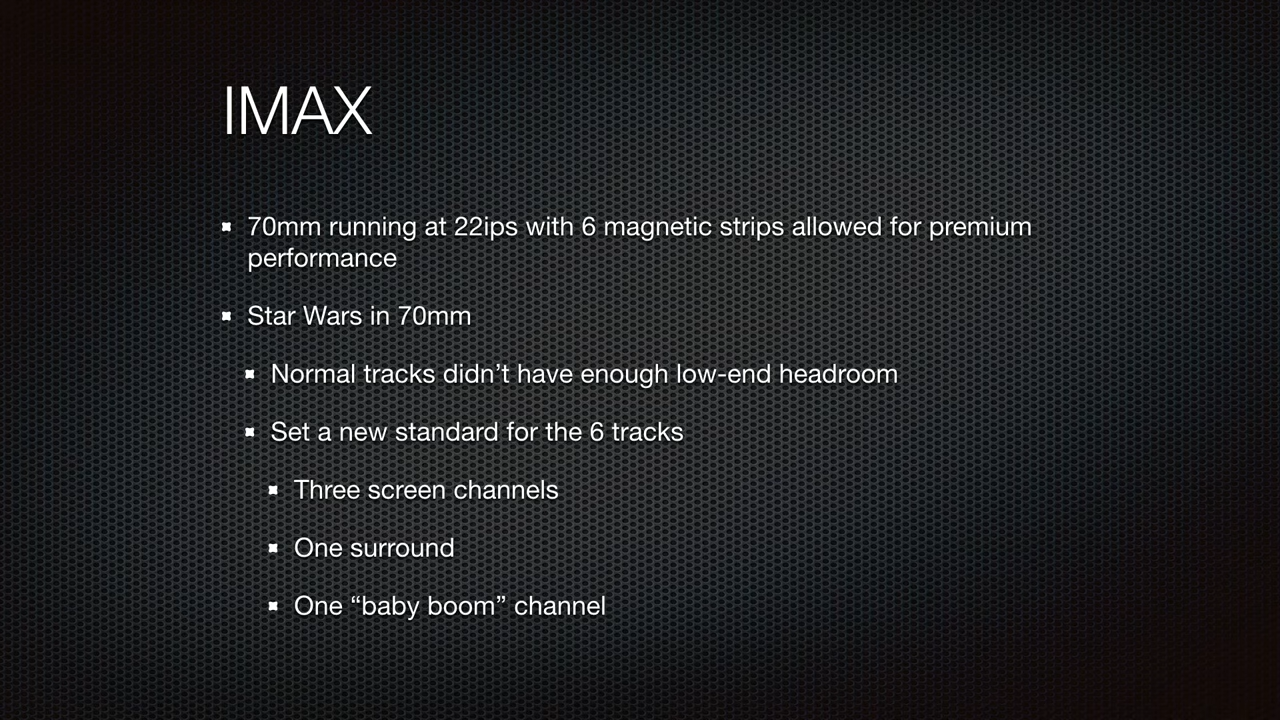 IMAX
70mm running at 22ips with 6 magnetic strips allowed for premium
performance
Star Wars in 70mm
Normal tracks didn’t have enough low-end headroom
Set a new standard for the 6 tracks
Three screen channels
One surround
One “baby boom” channel